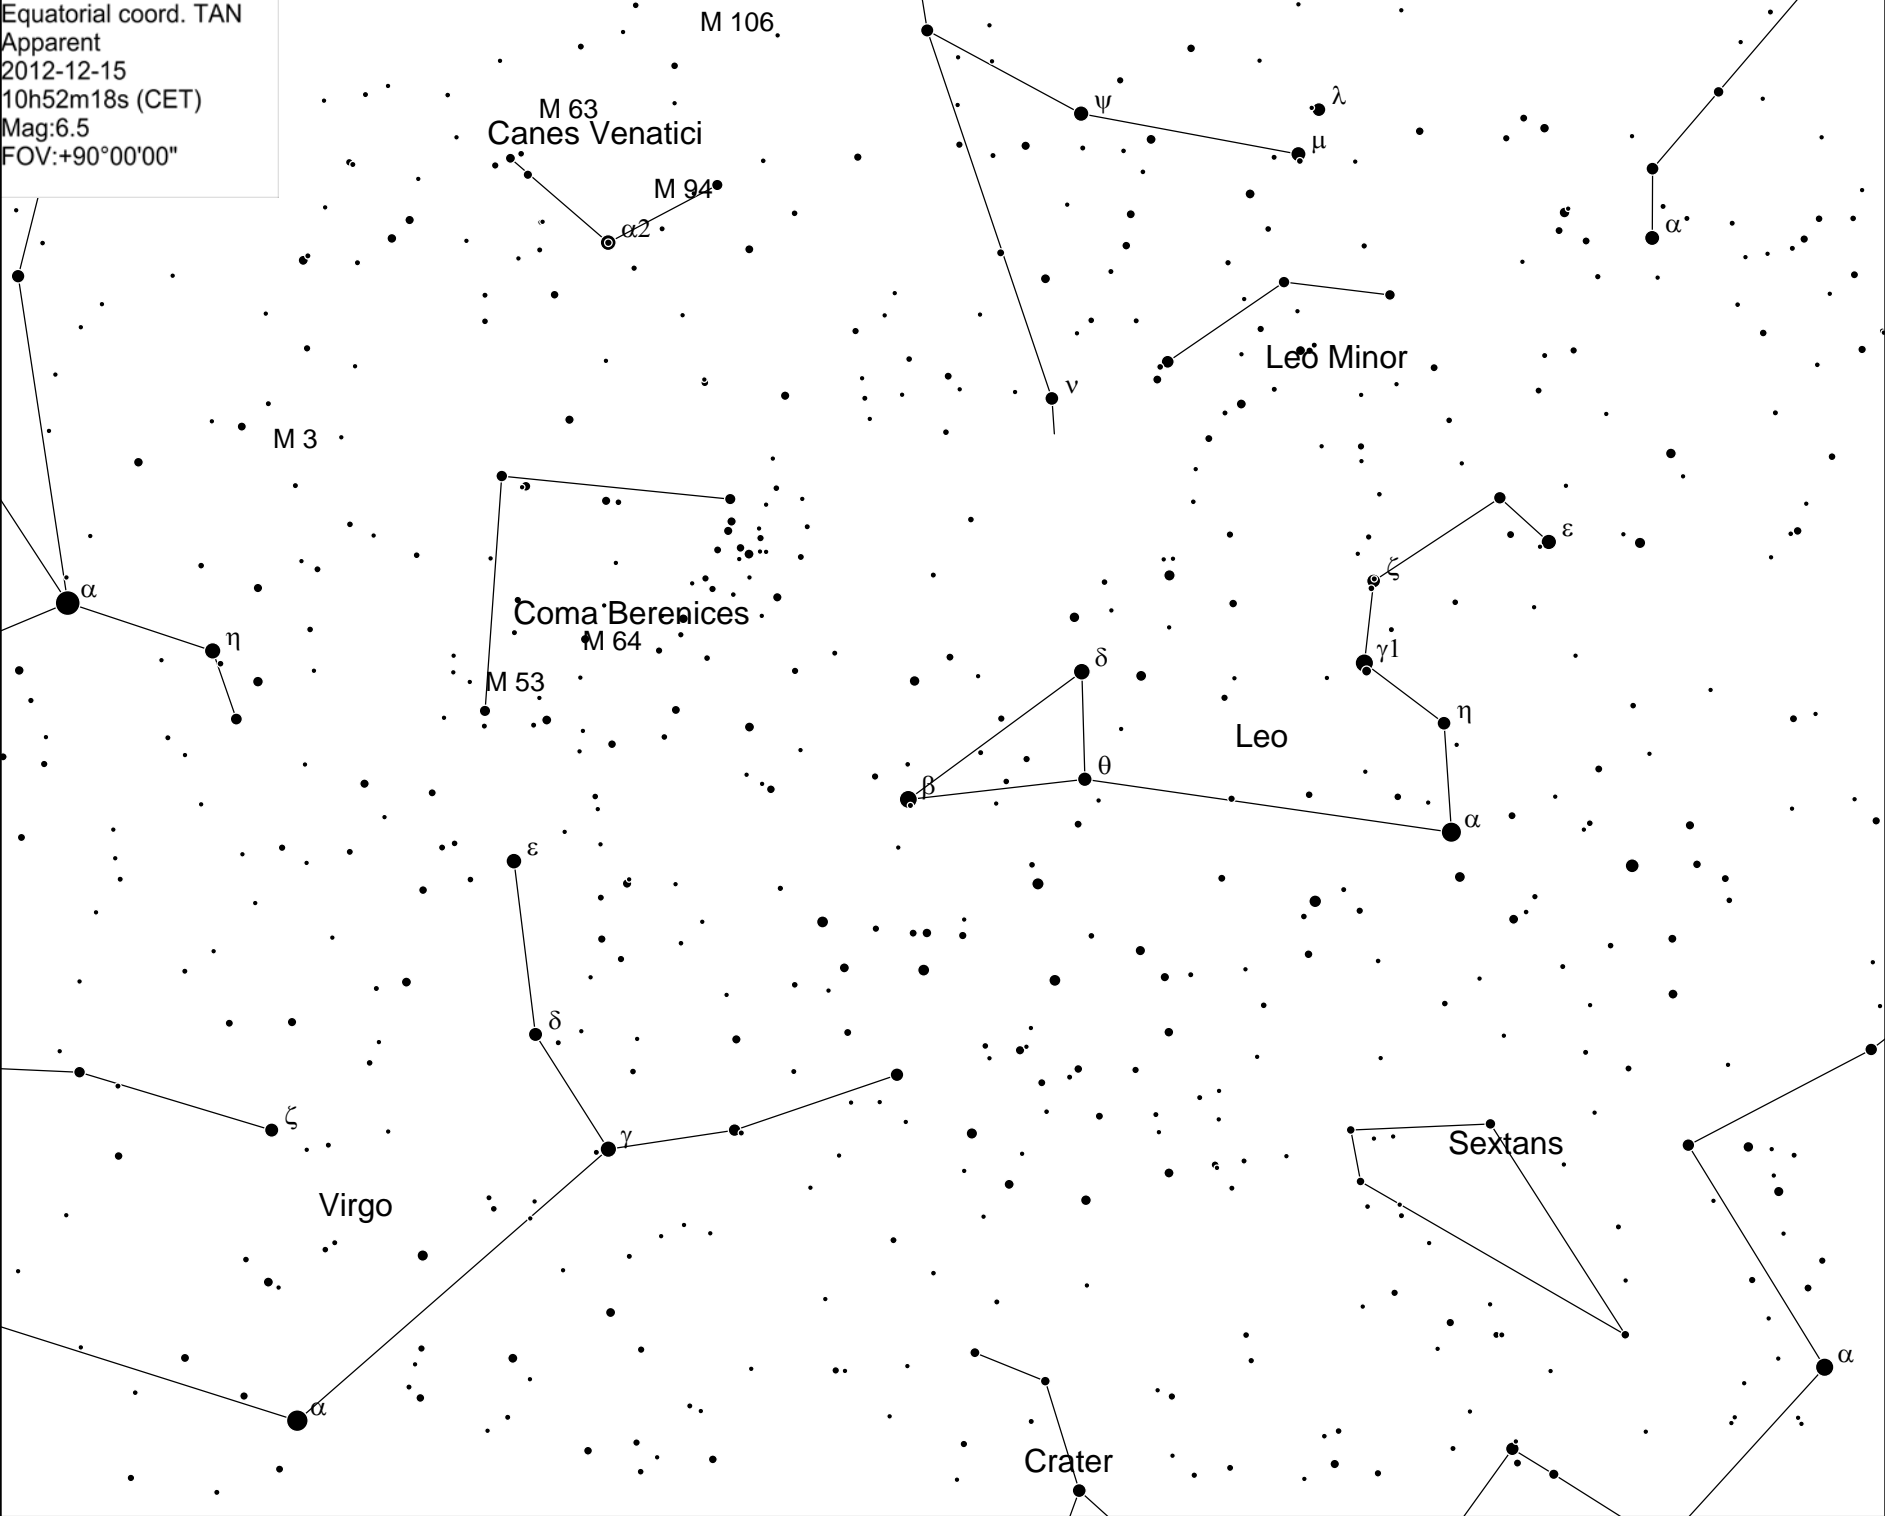 Equatorial coord. TAN
Apparent
2012-12-15
10h52m18s (CET)
Mag:6.5
FOV:+90°00'00"
M 106
M 63
ψ
λ
Canes Venatici
μ
M 94
α2
α
Leo Minor
ν
M 3
ε
ζ
α
Coma Berenices
η
M 64
γ1
δ
M 53
η
Leo
θ
β
α
ε
δ
ζ
γ
Sextans
Virgo
α
α
Crater